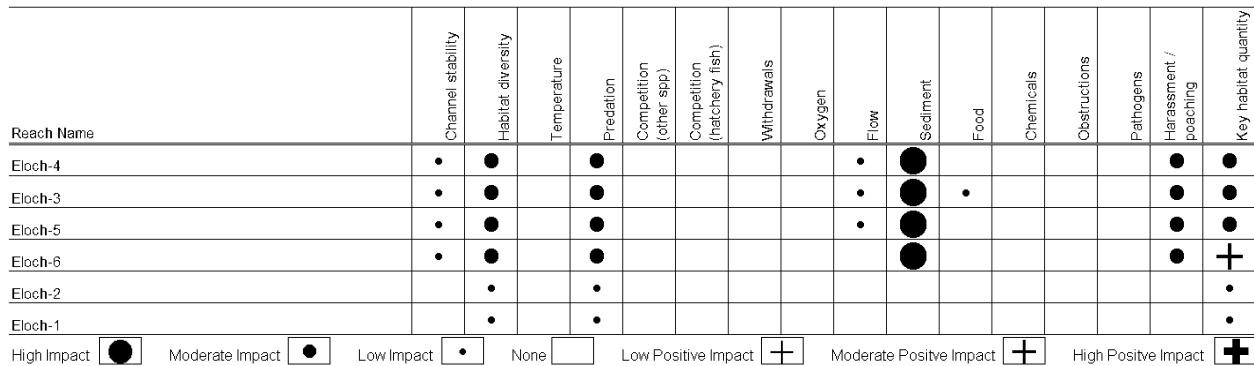 Reach Name
Channel stability
Habitat diversity
Temperature
Predation
Competition
(other spp)
Competition
(hatchery fish)
Withdrawals
Oxygen
Flow
Sediment
Food
Chemicals
Obstructions
Pathogens
Harassment /
poaching
Key habitat quantity
Eloch-4
Eloch-3
Eloch-5
Eloch-6
Eloch-2
Eloch-1
High Impact Moderate Impact Low Impact None Low Positive Impact Moderate Positve Impact High Positve Impact